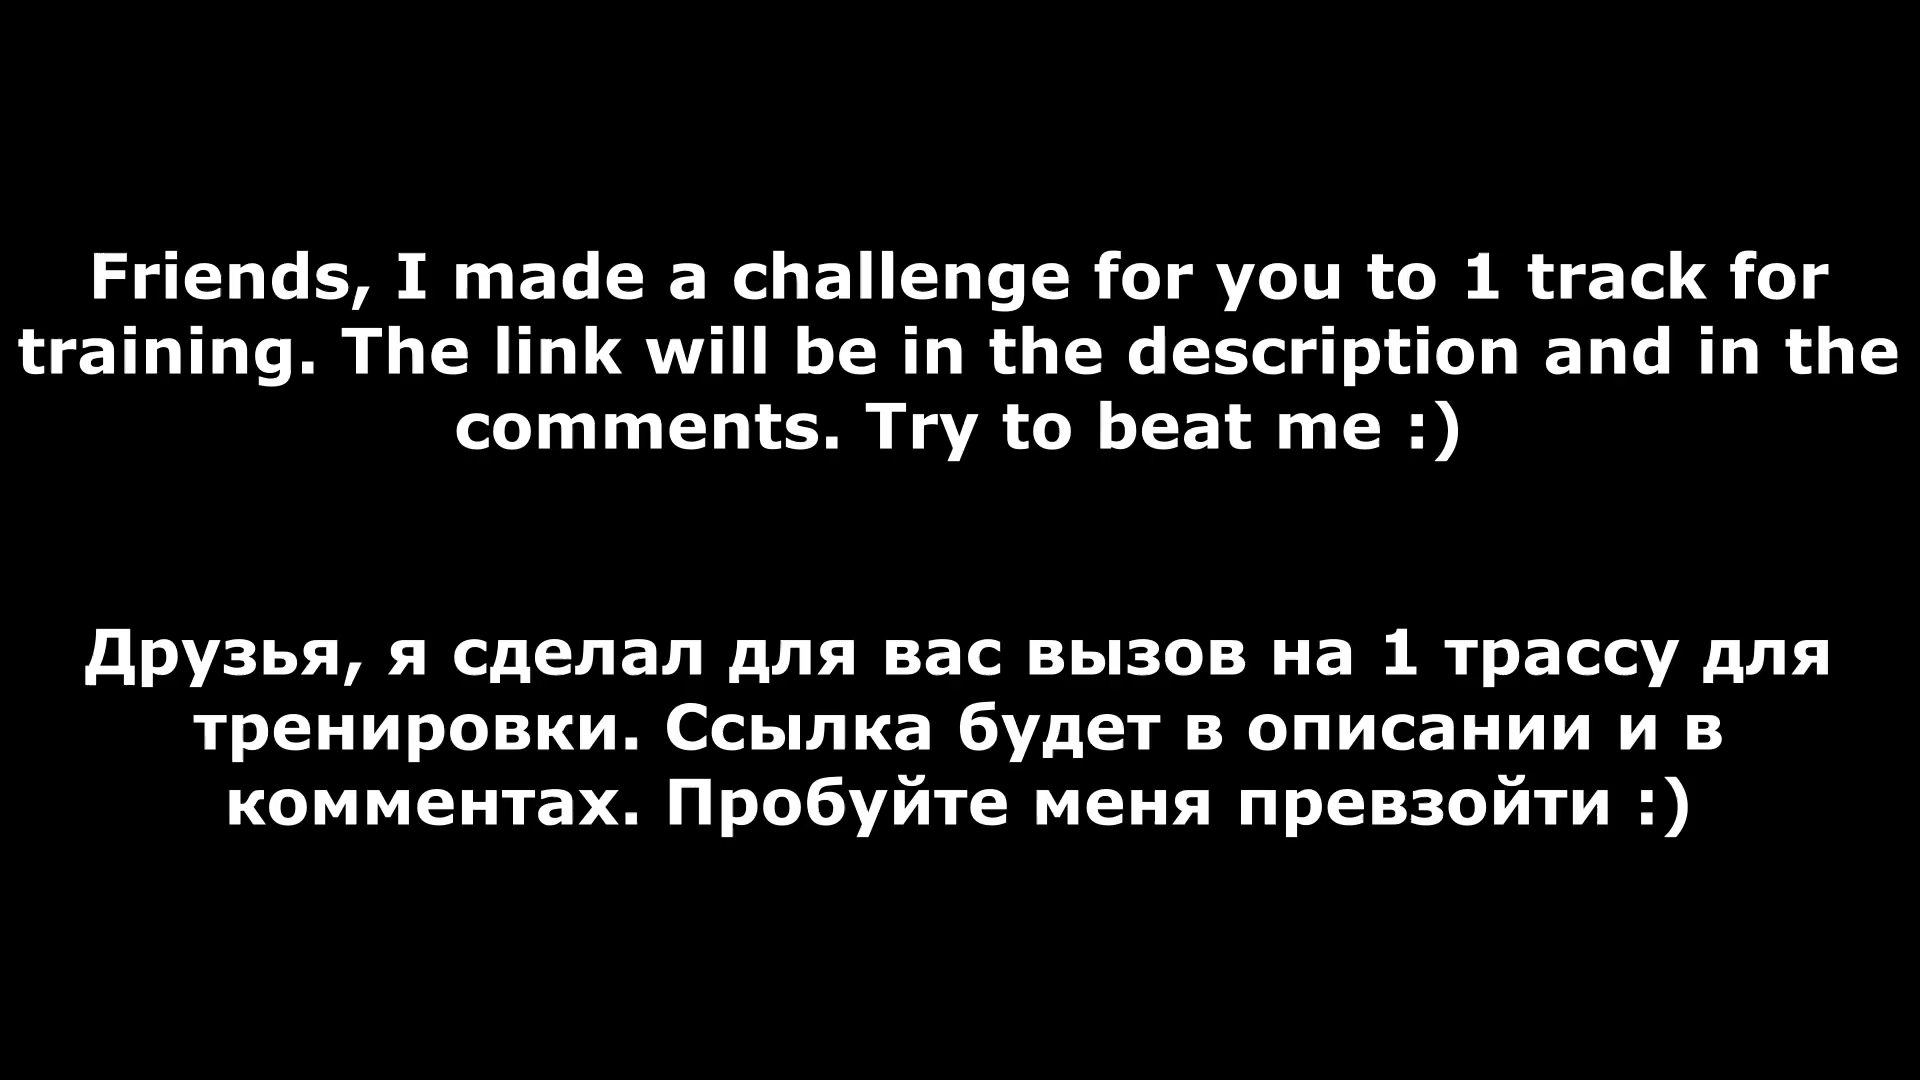 Friends, I made a challenge for you to 1 track for
training. The link will be in the description and in the
comments. Try to beat me :)
Друзья, я сделал для вас вызов на 1 трассу для
тренировки. Ссылка будет в описании и в
комментах. Пробуйте меня превзойти :)